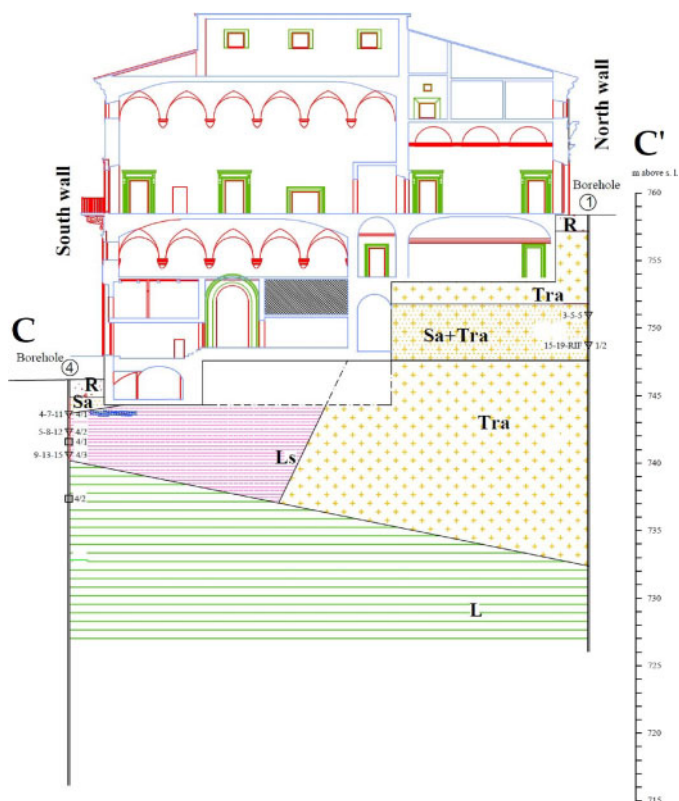 North wall
C'
m above s. l.
Borehole
1
760
R
South wall
755
Tra
3-5-5
C
750
Sa+Tra
15-19-RIF 1/2
Borehole
4
R
745
Sa
4-7-11 4/1
Tra
5-8-12 4/2
4/1
Ls
9-13-15 4/3
740
4/2
735
730
L
725
720
715